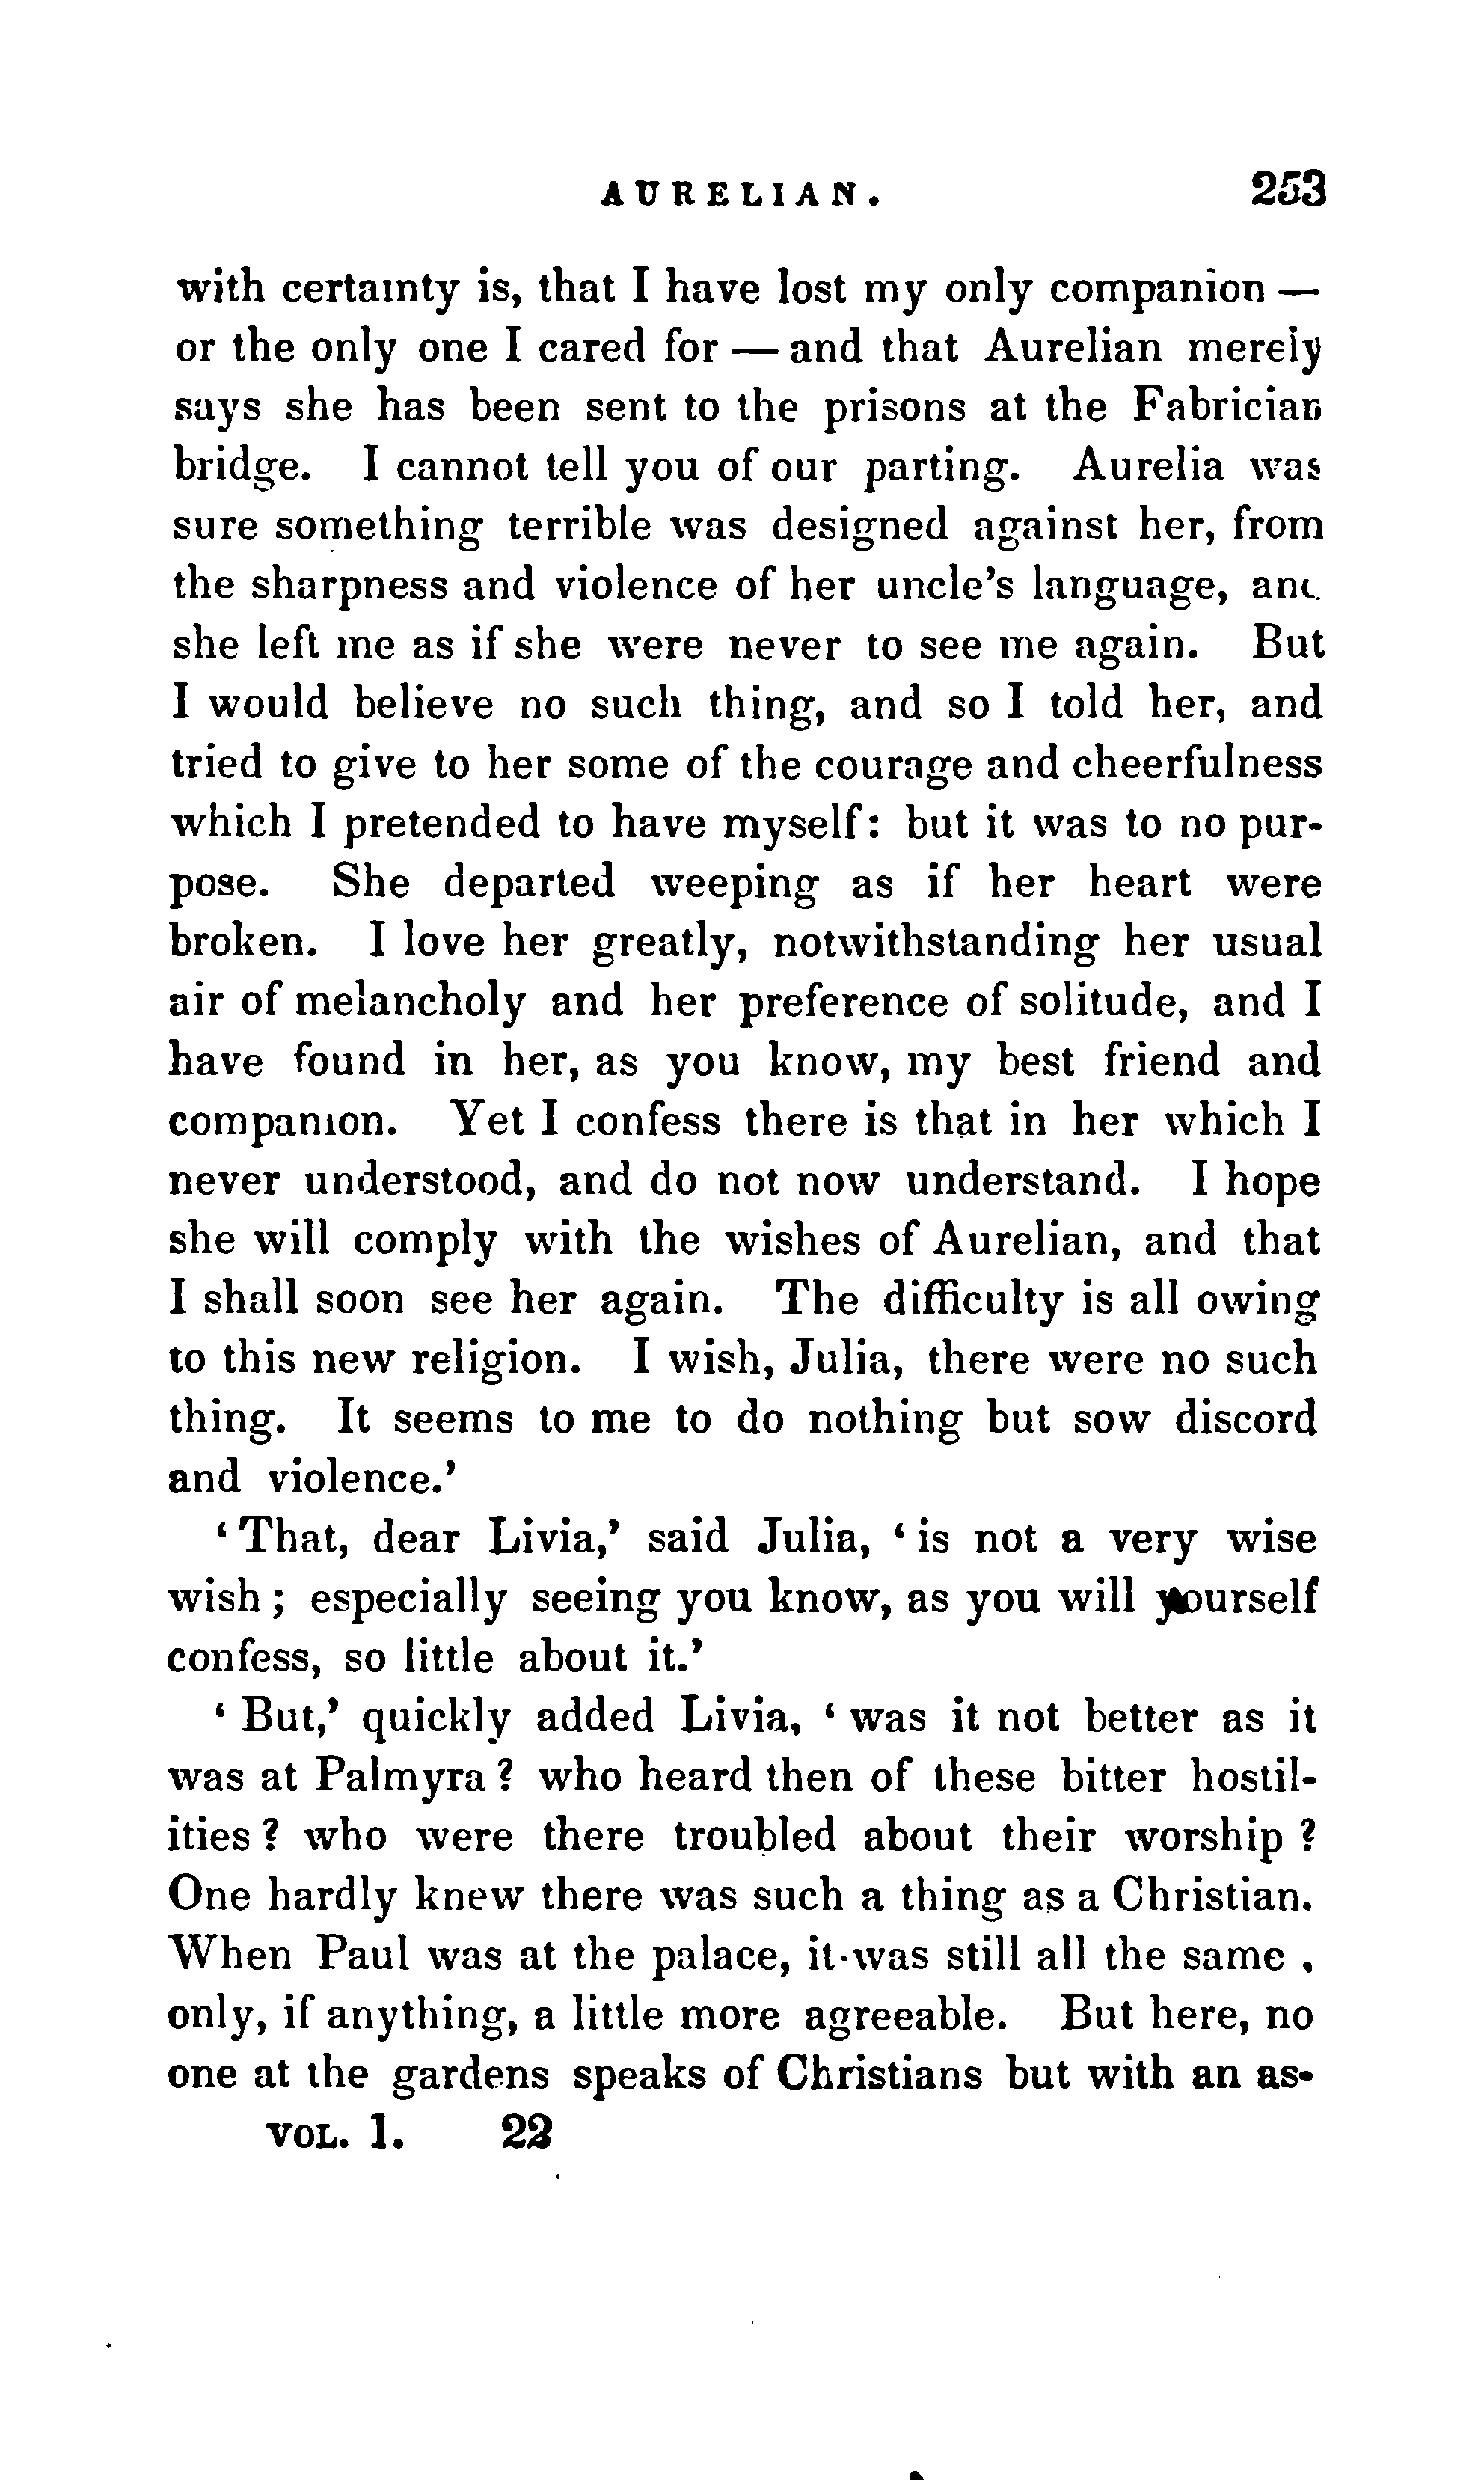 AURELIAN. 253
with certainty is, that I have lost my only companion —
or the only one I cared for — and that Aurelian merely
says she has been sent to the prisons at the Fabrician
bridge. I cannot tell you of our parting. Aurelia was
sure something terrible was designed against her, from
the sharpness and violence of her uncle's language, and
she left me as if she were never to see me again. But
I would believe no such thing, and so I told her, and
tried to give to her some of the courage and cheerfulness
which I pretended to have myself: but it was to no pur-
pose. She departed weeping as if her heart were
broken. I love her greatly, notwithstanding her usual
air of melancholy and her preference of solitude, and I
have found in her, as you know, my best friend and
companion. Yet I confess there is that in her which I
never understood, and do not now understand. I hope
she will comply with the wishes of Aurelian, and that
I shall soon see her again. The difficulty is all owing
to this new religion. I wish, Julia, there were no such
thing. It seems to me to do nothing but sow discord
and violence.'
‘That, dear Livia,’ said Julia, ‘is not a very wise
wish; especially seeing you know, as you will yourself
confess, so little about it.’
‘But,’ quickly added Livia, ‘was it not better as it
was at Palmyra? who heard then of these bitter hostil-
ities? who were there troubled about their worship?
One hardly knew there was such a thing as a Christian.
When Paul was at the palace, it was still all the same,
only, if anything, a little more agreeable. But here, no
one at the gardens speaks of Christians but with an as-
VOL. I. 22